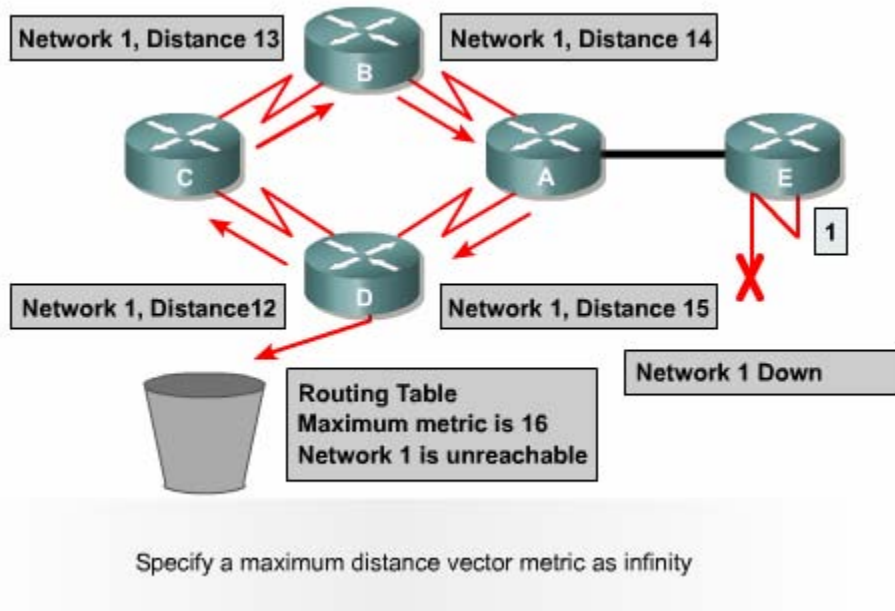 Network 1, Distance 13
Network 1, Distance 14
B
C
A
E
1
D
Network 1, Distance12
Network 1, Distance 15
Network 1 Down
Routing Table
Maximum metric is 16
Network 1 is unreachable
Specify a maximum distance vector metric as infinity